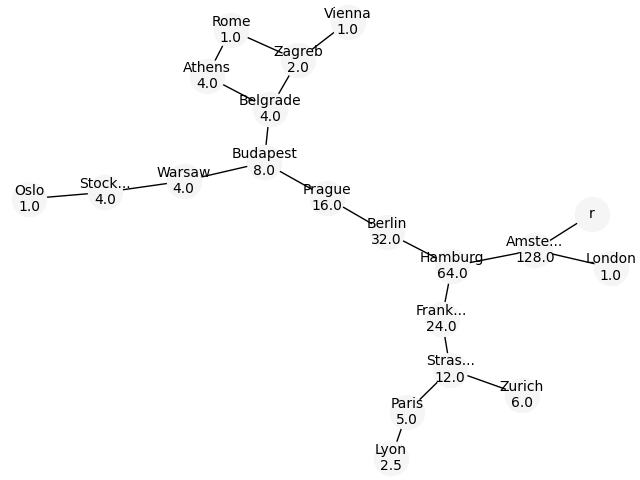 Vienna
1.0
Rome
1.0
Zagreb
2.0
Athens
4.0
Belgrade
4.0
Budapest
8.0
Warsaw
4.0
Stock...
4.0
Oslo
1.0
Prague
16.0
Berlin
32.0
r
Amste...
128.0
Hamburg
64.0
London
1.0
Frank...
24.0
Stras...
12.0
Zurich
6.0
Paris
5.0
Lyon
2.5